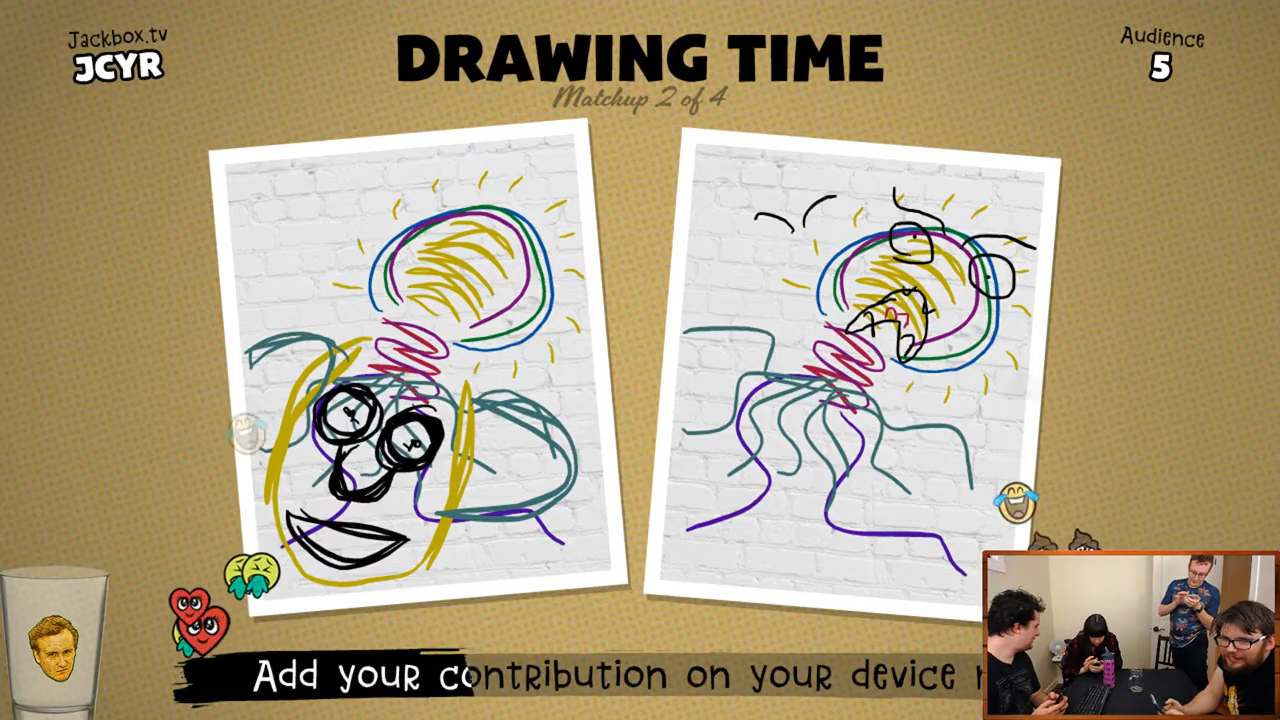 Jackbox.tv
JCYR
DRAWING TIME
Matchup 2 of 4
Audience
5
Add your contribution on your device